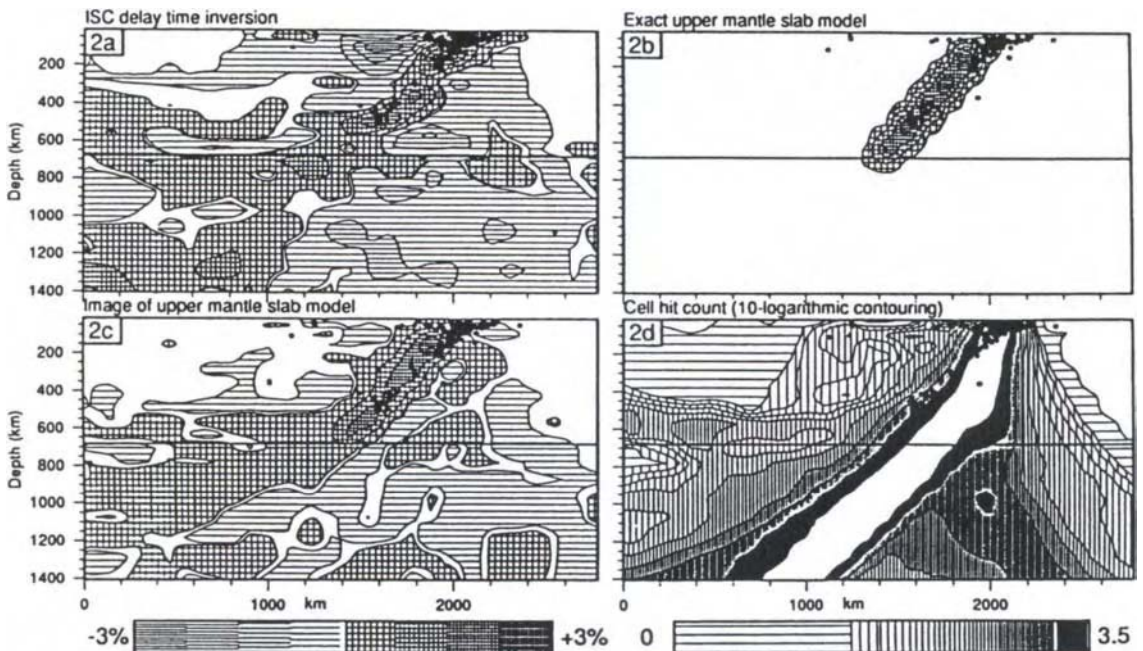 ISC delay time inversion
2a
200
400
600
800
1000
1200
1400
Depth (km)
Exact upper mantle slab model
2b
Image of upper mantle slab model
2c
200
400
600
800
1000
1200
1400
Depth (km)
0
1000
km
2000
Cell hit count (10-logarithmic contouring)
2d
0
1000
km
2000
-3%
+3%
0
3.5